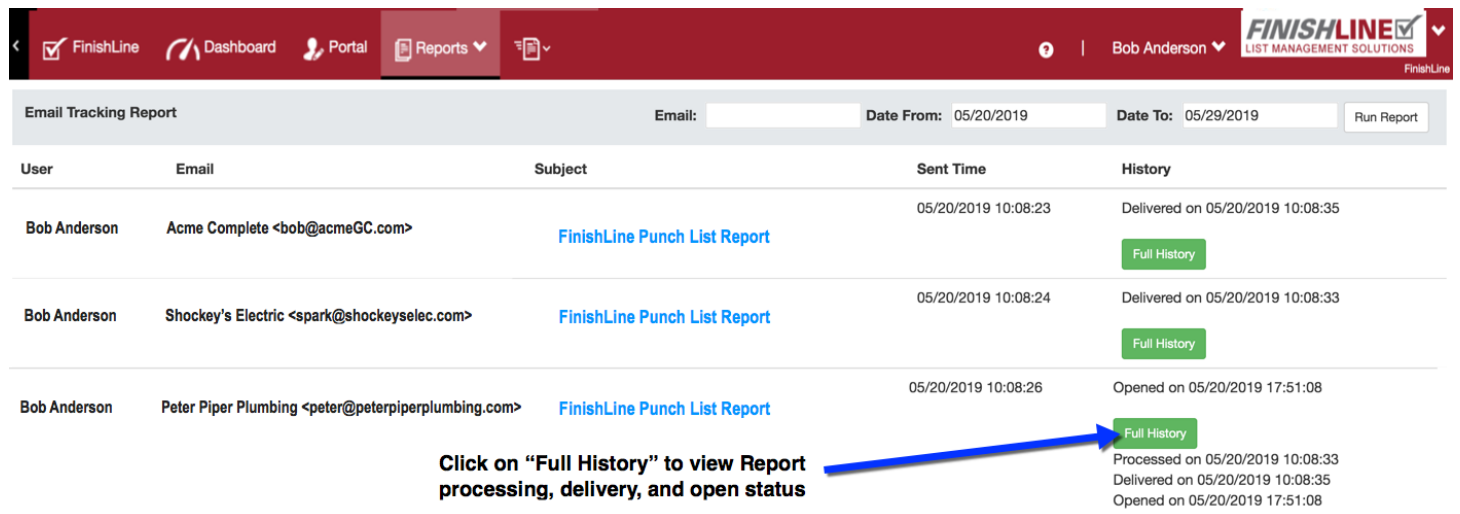 FinishLine Dashboard Portal Reports ? | Bob Anderson FINISHLINE
LIST MANAGEMENT SOLUTIONS
FinishLine
Email Tracking Report Email: Date From: 05/20/2019 Date To: 05/29/2019 Run Report
User Email Subject Sent Time History
05/20/2019 10:08:23 Delivered on 05/20/2019 10:08:35
Bob Anderson Acme Complete <bob@acmeGC.com> FinishLine Punch List Report
Full History
05/20/2019 10:08:24 Delivered on 05/20/2019 10:08:33
Bob Anderson Shockey's Electric <spark@shockeyselec.com> FinishLine Punch List Report
Full History
05/20/2019 10:08:26 Opened on 05/20/2019 17:51:08
Bob Anderson Peter Piper Plumbing <peter@peterpiperplumbing.com> FinishLine Punch List Report
Full History
Click on “Full History” to view Report
processing, delivery, and open status
Processed on 05/20/2019 10:08:33
Delivered on 05/20/2019 10:08:35
Opened on 05/20/2019 17:51:08